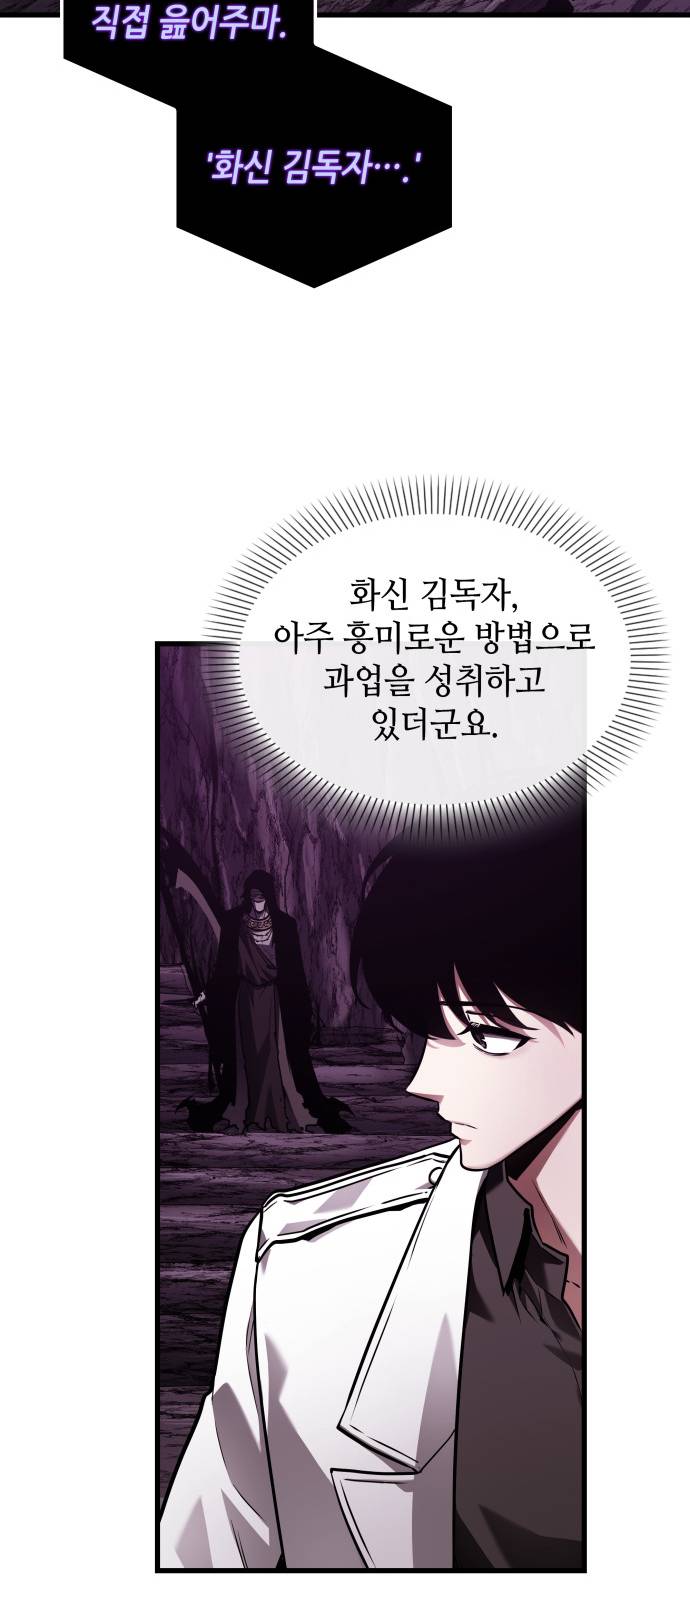 직접 읊어주마.
'화신 김독자….'
화신 김독자,
아주 흥미로운 방법으로
과업을 성취하고
있더군요.